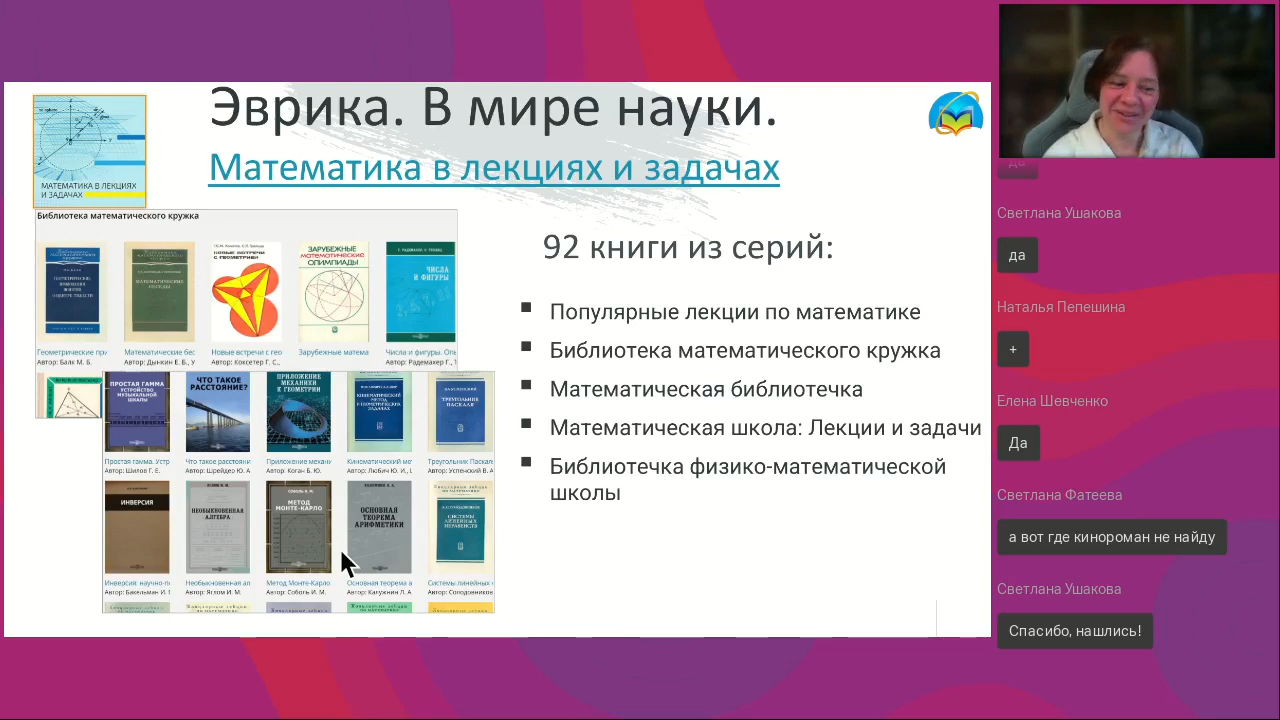 Эврика. В мире науки.
Математика в лекциях и задачах
МАТЕМАТИКА В ЛЕКЦИЯХ
И ЗАДАЧАХ
Библиотека математического кружка
НОВЫЕ ВСТРЕЧИ
С ГЕОМЕТРИЕЙ
ЗАРУБЕЖНЫЕ
МАТЕМАТИЧЕСКИЕ
ОЛИМПИАДЫ
ЧИСЛА
И ФИГУРЫ
Геометрические при
Математические бес
Новые встречи с гео
Зарубежные матема
Числа и фигуры. Опы
Автор: Балк М. Б.
Автор: Дынкин Е. Б., У
Автор: Коксетер Г. С.,
Автор: Радемахер Г., Т
ПРОСТАЯ ГАММА
УСТРОЙСТВО
МУЗЫКАЛЬНОЙ
ШКАЛЫ
ЧТО ТАКОЕ
РАССТОЯНИЕ?
ПРИЛОЖЕНИЕ
МЕХАНИКИ
К ГЕОМЕТРИИ
КИНЕМАТИЧЕСКИЙ
МЕТОД
В ГЕОМЕТРИЧЕСКИХ
ЗАДАЧАХ
ТРЕУГОЛЬНИК
ПАСКАЛЯ
Простая гамма. Устр
Что такое расстояни
Приложение механи
Кинематический ме
Треугольник Паскал
Автор: Шилов Г. Е.
Автор: Шрейдер Ю. А
Автор: Коган Б. Ю.
Автор: Любич Ю. И., Ш
Автор: Успенский В. А
ИНВЕРСИЯ
НЕОБЫКНОВЕННАЯ
АЛГЕБРА
МЕТОД
МОНТЕ-КАРЛО
ОСНОВНАЯ
ТЕОРЕМА
АРИФМЕТИКИ
СИСТЕМЫ
ЛИНЕЙНЫХ
НЕРАВЕНСТВ
Инверсия: научно-п
Необыкновенная ал
Метод Монте-Карло
Основная теорема а
Системы линейных
Автор: Бакельман И. Я
Автор: Яглом И. М.
Автор: Соболь И. М.
Автор: Калужнин Л. А
Автор: Солодовников
92 книги из серий:
Популярные лекции по математике
Библиотека математического кружка
Математическая библиотечка
Математическая школа: Лекции и задачи
Библиотечка физико-математической
школы
да
Светлана Ушакова
да
Наталья Пепешина
+
Елена Шевченко
Да
Светлана Фатеева
а вот где кинороман не найду
Светлана Ушакова
Спасибо, нашлись!